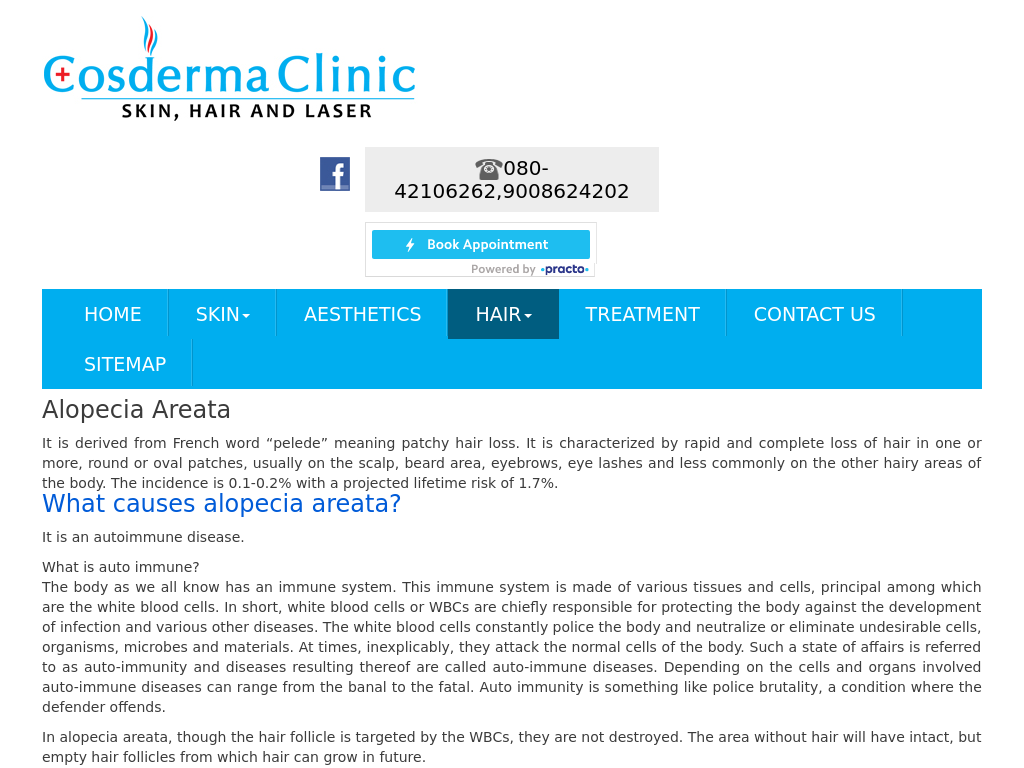 Cosderma Clinic
SKIN, HAIR AND LASER
f
080-
42106262,9008624202
Book Appointment
Powered by •practo•
HOME SKIN AESTHETICS HAIR TREATMENT CONTACT US
SITEMAP
Alopecia Areata
It is derived from French word “pelede” meaning patchy hair loss. It is characterized by rapid and complete loss of hair in one or
more, round or oval patches, usually on the scalp, beard area, eyebrows, eye lashes and less commonly on the other hairy areas of
the body. The incidence is 0.1-0.2% with a projected lifetime risk of 1.7%.
What causes alopecia areata?
It is an autoimmune disease.
What is auto immune?
The body as we all know has an immune system. This immune system is made of various tissues and cells, principal among which
are the white blood cells. In short, white blood cells or WBCs are chiefly responsible for protecting the body against the development
of infection and various other diseases. The white blood cells constantly police the body and neutralize or eliminate undesirable cells,
organisms, microbes and materials. At times, inexplicably, they attack the normal cells of the body. Such a state of affairs is referred
to as auto-immunity and diseases resulting thereof are called auto-immune diseases. Depending on the cells and organs involved
auto-immune diseases can range from the banal to the fatal. Auto immunity is something like police brutality, a condition where the
defender offends.
In alopecia areata, though the hair follicle is targeted by the WBCs, they are not destroyed. The area without hair will have intact, but
empty hair follicles from which hair can grow in future.